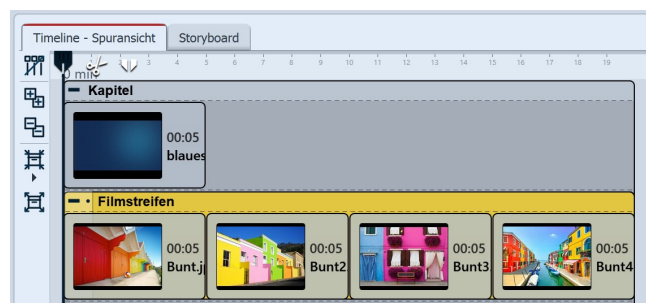 Timeline - Spuransicht Storyboard
0 min 3 4 5 6 7 8 9 10 11 12 13 14 15 16 17 18 19
Kapitel
00:05
blaues
Filmstreifen
00:05 00:05 00:05 00:05
Bunt.j Bunt2 Bunt3. Bunt4